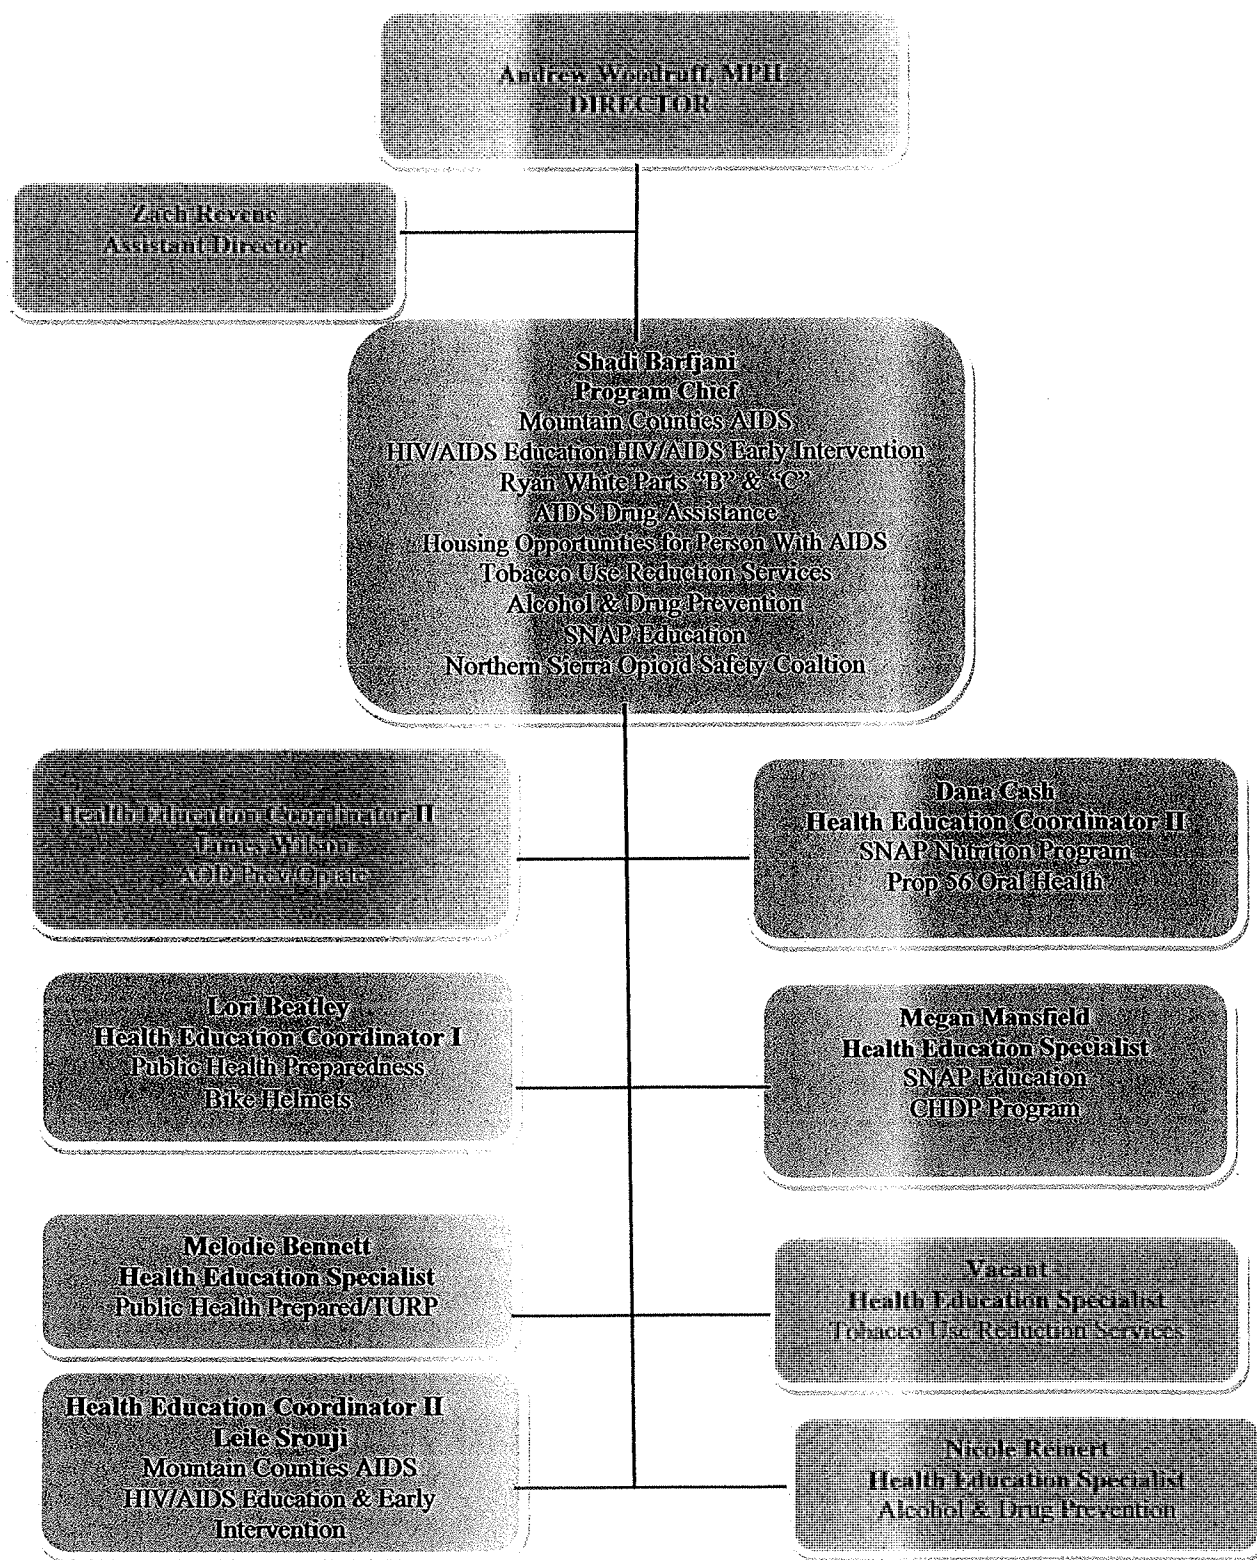 Andrew Woodruff, MPH
DIRECTOR
Zach Revene
Assistant Director
Shadi Barfjani
Program Chief
Mountain Counties AIDS
HIV/AIDS Education HIV/AIDS Early Intervention
Ryan White Parts “B” & “C”
AIDS Drug Assistance
Housing Opportunities for Person With AIDS
Tobacco Use Reduction Services
Alcohol & Drug Prevention
SNAP Education
Northern Sierra Opioid Safety Coaltion
Health Education Coordinator II
James Wilson
AOD Prev/Opiate
Dana Cash
Health Education Coordinator II
SNAP Nutrition Program
Prop 56 Oral Health
Lori Beatley
Health Education Coordinator I
Public Health Preparedness
Bike Helmets
Megan Mansfield
Health Education Specialist
SNAP Education
CHDP Program
Melodie Bennett
Health Education Specialist
Public Health Prepared/TURP
Vacant
Health Education Specialist
Tobacco Use Reduction Services
Health Education Coordinator II
Leile Srouji
Mountain Counties AIDS
HIV/AIDS Education & Early
Intervention
Nicole Reinert
Health Education Specialist
Alcohol & Drug Prevention